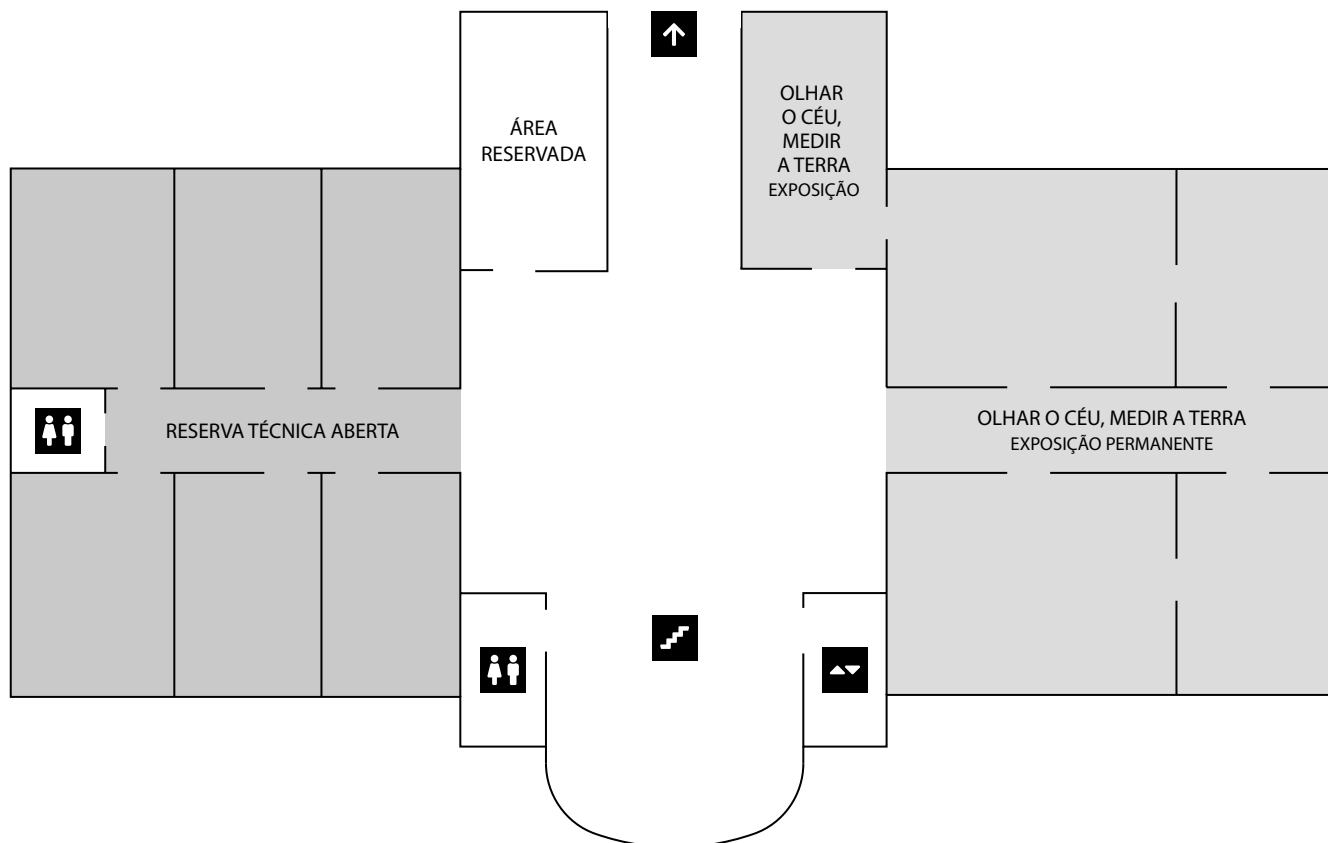 ÁREA
RESERVADA
OLHAR
O CÉU,
MEDIR
A TERRA
EXPOSIÇÃO
RESERVA TÉCNICA ABERTA
OLHAR O CÉU, MEDIR A TERRA
EXPOSIÇÃO PERMANENTE